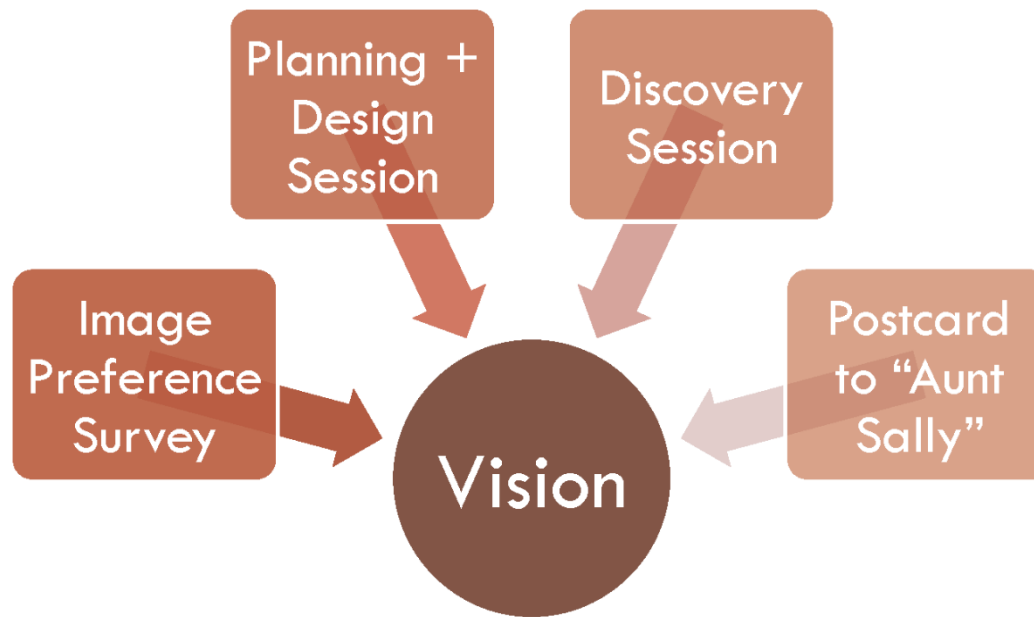 Planning +
Design
Session
Discovery
Session
Image
Preference
Survey
Postcard
to “Aunt
Sally”
Vision